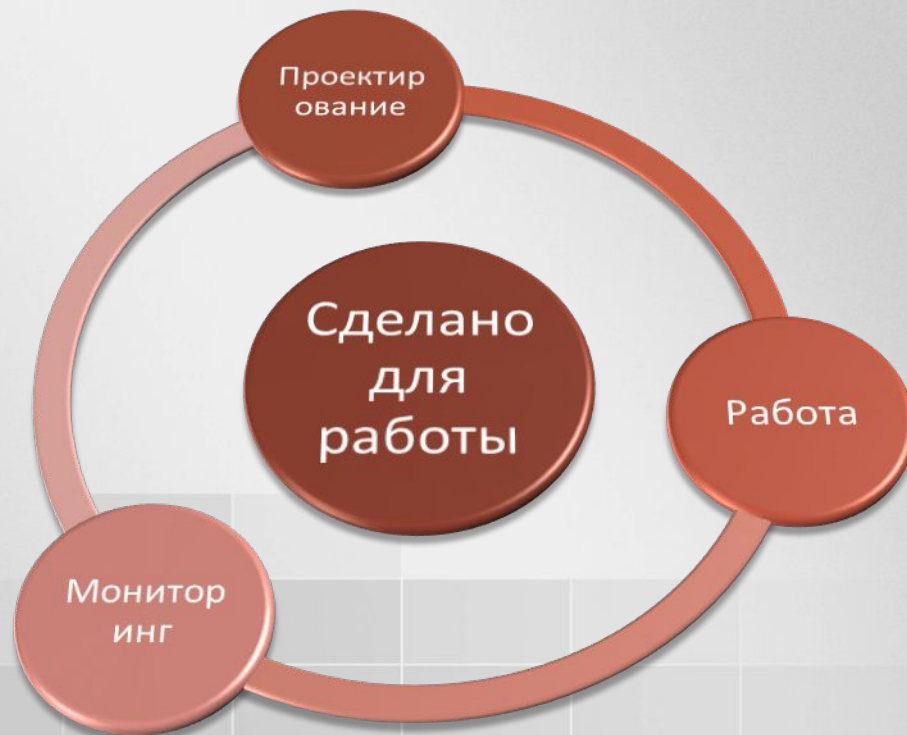 Проектир
ование
Сделано
для
работы
Работа
Монитор
инг